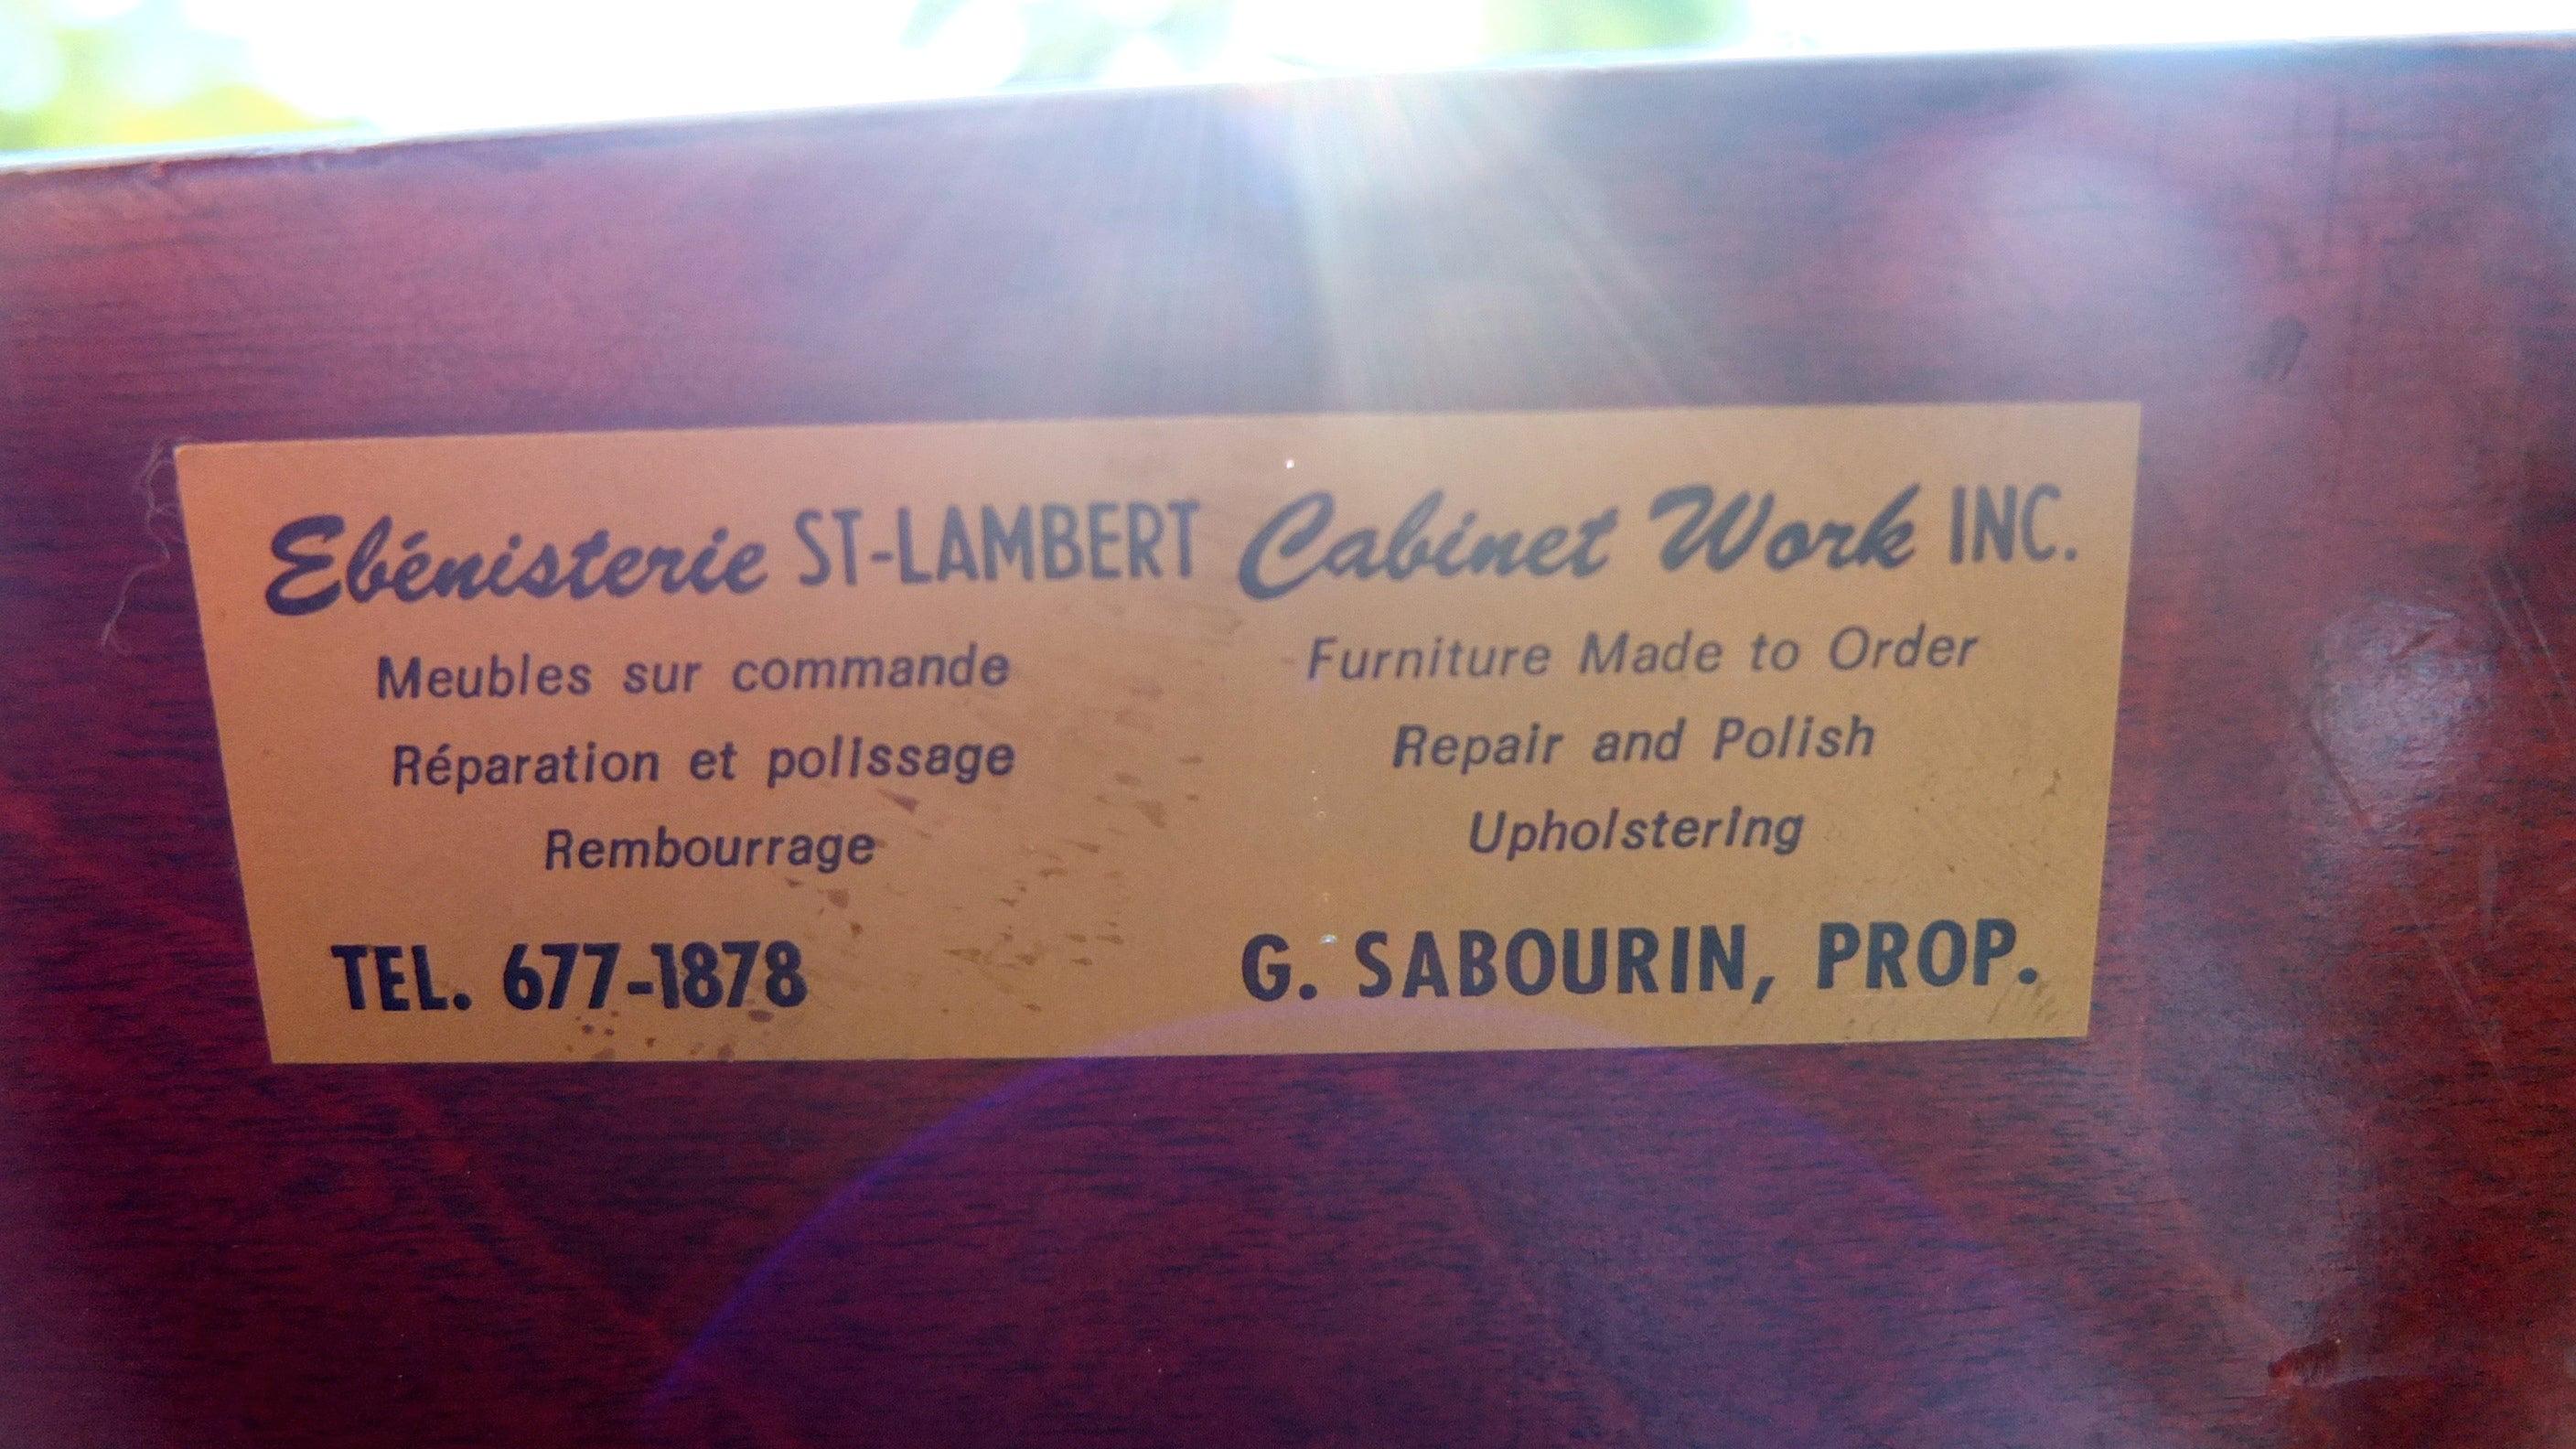 Ebénisterie ST-LAMBERT Cabinet Work INC.
Meubles sur commande
Furniture Made to Order
Réparation et polissage
Repair and Polish
Rembourrage
Upholstering
TEL. 677-1878
G. SABOURIN, PROP.